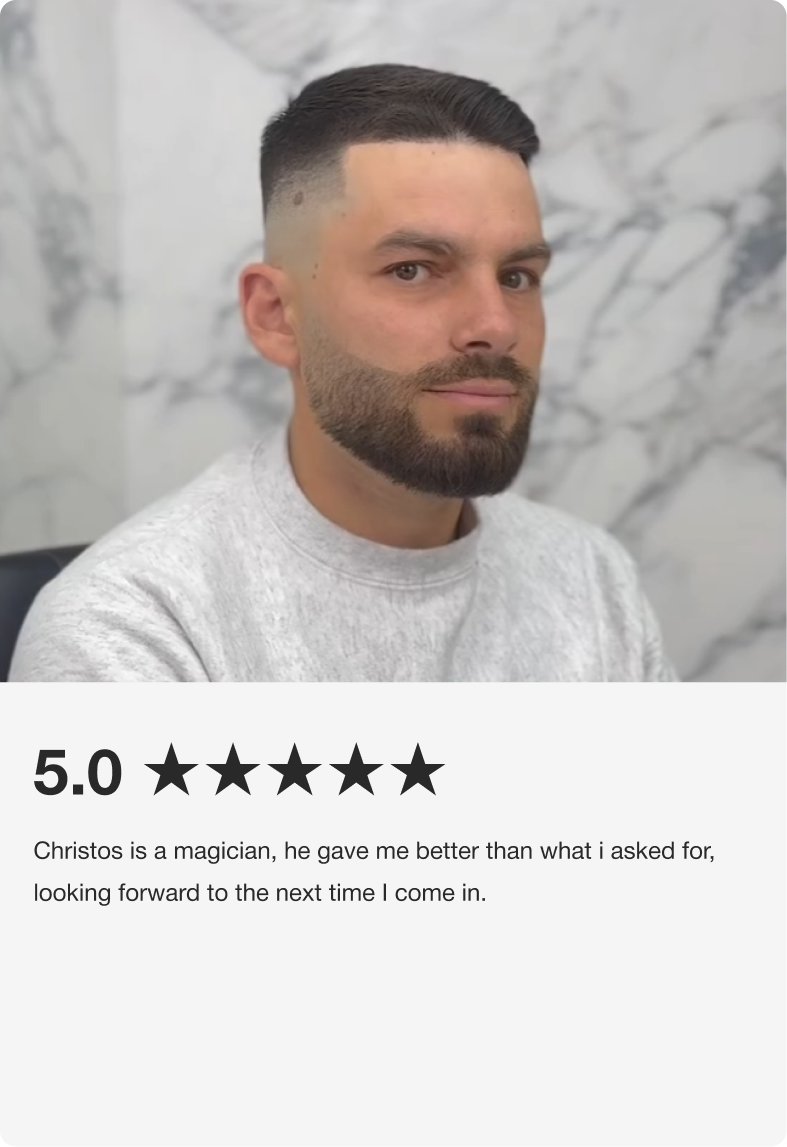 5.0 ★★★★★
Christos is a magician, he gave me better than what i asked for,
looking forward to the next time I come in.